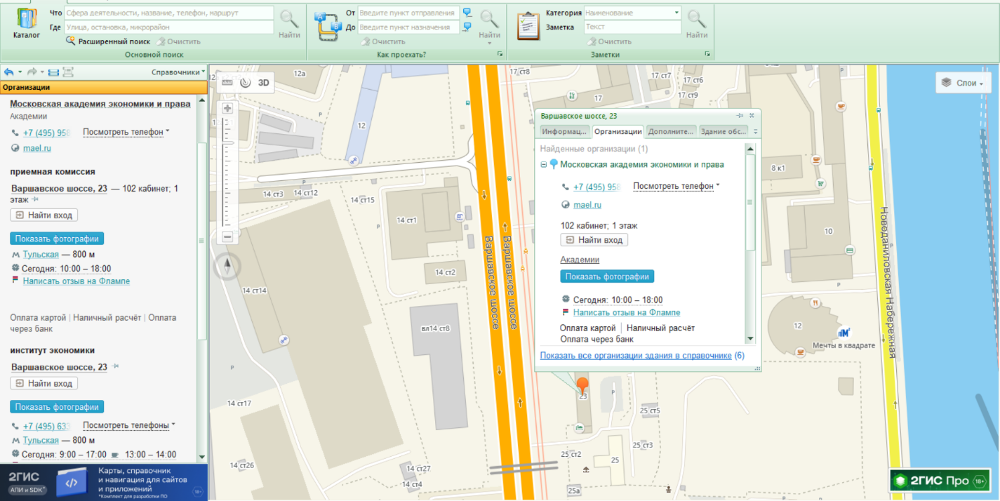 Каталог
Что
Сфера деятельности, название, телефон, маршрут
Где
Улица, остановка, микрорайон
Найти
Расширенный поиск
Очистить
Основной поиск
От
Введите пункт отправления
До
Введите пункт назначения
Найти
Очистить
Как проехать?
Категория
Наименование
Заметка
Текст
Найти
Очистить
Заметки
Справочники
Организации
Московская академия экономики и права
Академии
+7 (495) 958
Посмотреть телефон
mael.ru
приемная комиссия
Варшавское шоссе, 23 — 102 кабинет; 1
этаж
Найти вход
Показать фотографии
Тульская — 800 м
Сегодня: 10:00 – 18:00
Написать отзыв на Флампе
Оплата картой | Наличный расчёт | Оплата
через банк
институт экономики
Варшавское шоссе, 23
Найти вход
Показать фотографии
+7 (495) 633
Посмотреть телефоны
Тульская — 800 м
Сегодня: 9:00 – 17:00 13:00 – 14:00
2ГИС
АПИ и SDK*
Карты, справочник
и навигация для сайтов
и приложений
*Комплект для разработки ПО
18+
3D
Слои
12а
12
17 ст8
17
17 ст7
17 ст6
17 ст9
14 ст3
14 ст12
14 ст15
14 ст1
14 ст2
14 ст14
вл14 ст8
14 ст17
14 ст26
14 ст27
14 ст4
Варшавское шоссе
Варшавское шоссе
Варшавское шоссе, 23
Информац...
Организации
Дополните...
Здание обс...
Найденные организации (1)
Московская академия экономики и права
+7 (495) 958
Посмотреть телефон
mael.ru
102 кабинет; 1 этаж
Найти вход
Академии
Показать фотографии
Сегодня: 10:00 – 18:00
Написать отзыв на Флампе
Оплата картой | Наличный расчёт
Оплата через банк
Показать все организации здания в справочнике (6)
8 к1
10
12
Мечты в квадрате
Новоданиловская Набережная
23
P
25 ст5
25 ст3
25 ст2
25
25а
2ГИС Про 18+